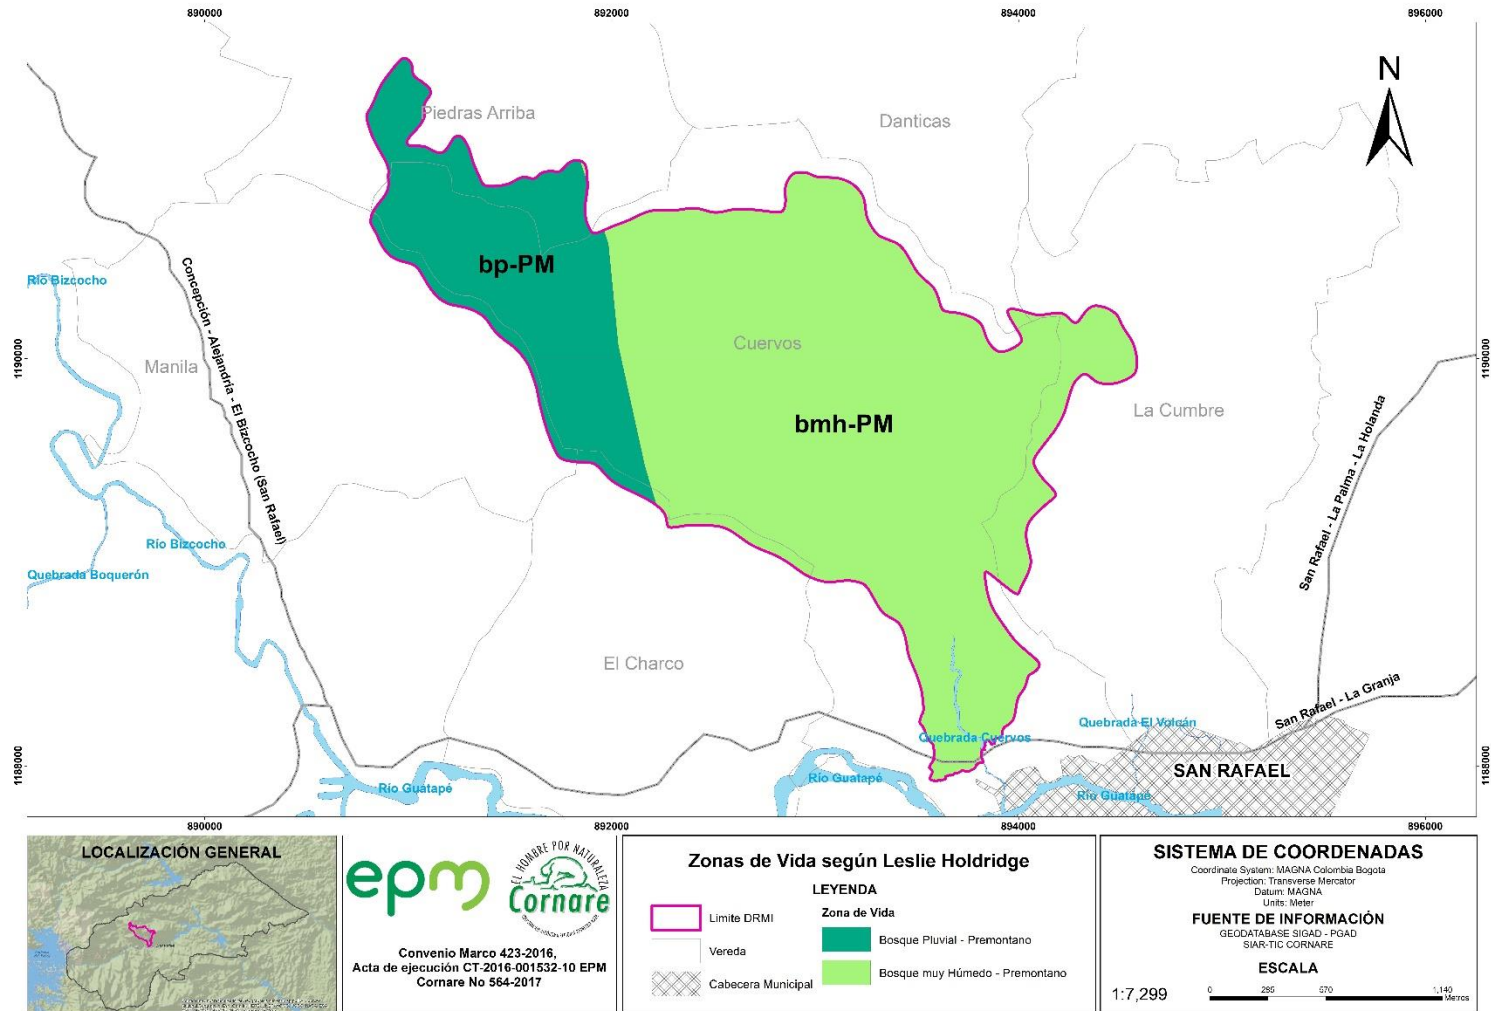 890000
892000
894000
896000
N
Piedras Arriba
Danticas
bp-PM
Río Bizcocho
Cuervos
1190000
1190000
Manila
Concepción - Alejandría - El Bizcocho (San Rafael)
La Cumbre
bmh-PM
San Rafael - La Palma - La Holanda
Río Bizcocho
Quebrada Boquerón
El Charco
San Rafael - La Granja
Quebrada El Volcán
Quebrada Cuervos
1188000
1188000
SAN RAFAEL
Río Guatapé
Río Guatapé
Río Guatapé
890000
892000
894000
896000
LOCALIZACIÓN GENERAL
epm
EL HOMBRE POR NATURALEZA
Cornare
Convenio Marco 423-2016,
Acta de ejecución CT-2016-001532-10 EPM
Cornare No 564-2017
Zonas de Vida según Leslie Holdridge
LEYENDA
Limite DRMI
Vereda
Cabecera Municipal
Zona de Vida
Bosque Pluvial - Premontano
Bosque muy Húmedo - Premontano
SISTEMA DE COORDENADAS
Coordinate System: MAGNA Colombia Bogota
Projection: Transverse Mercator
Datum: MAGNA
Units: Meter
FUENTE DE INFORMACIÓN
GEODATABASE SIGAD - PGAD
SIAR-TIC CORNARE
ESCALA
1:7,299
0 285 570 1,140
Metros